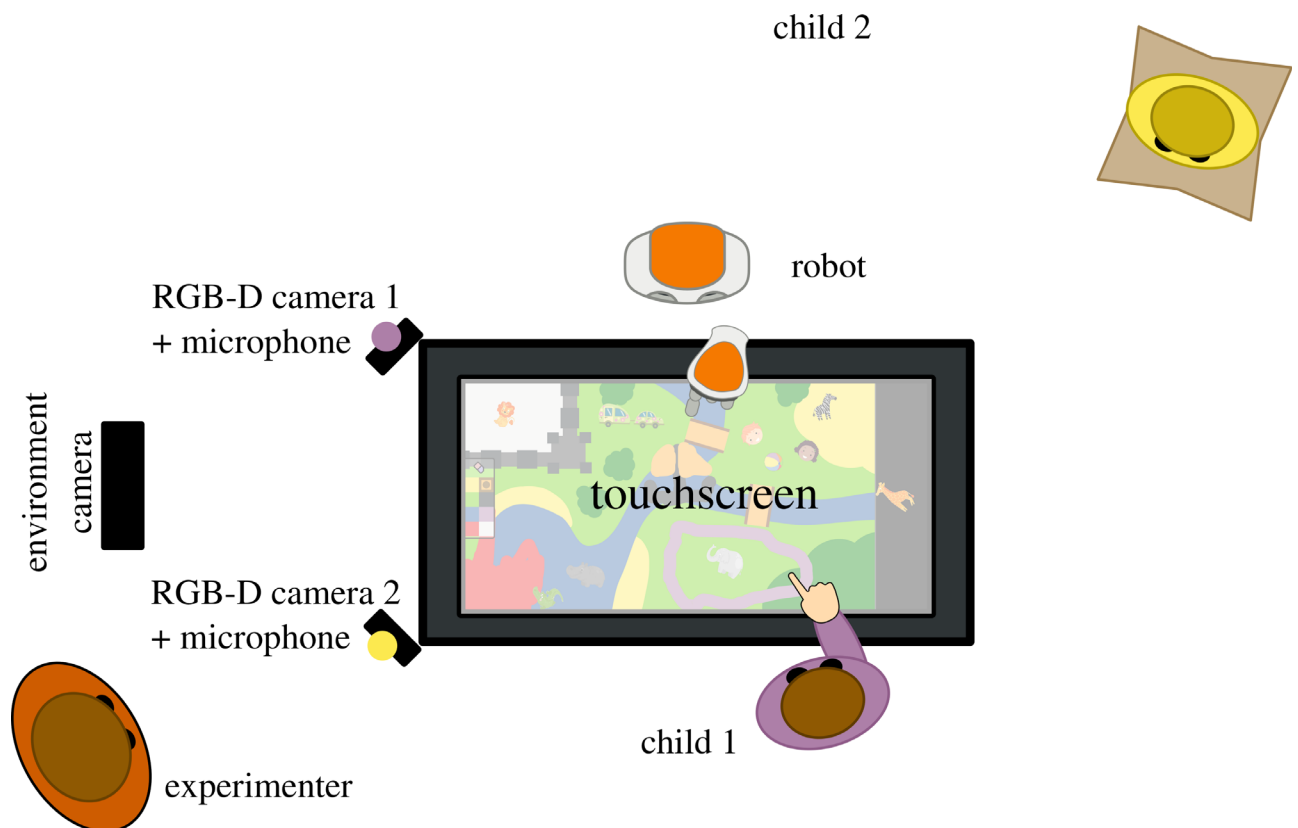 child 2
robot
RGB-D camera 1
+ microphone
environment
camera
touchscreen
RGB-D camera 2
+ microphone
child 1
experimenter